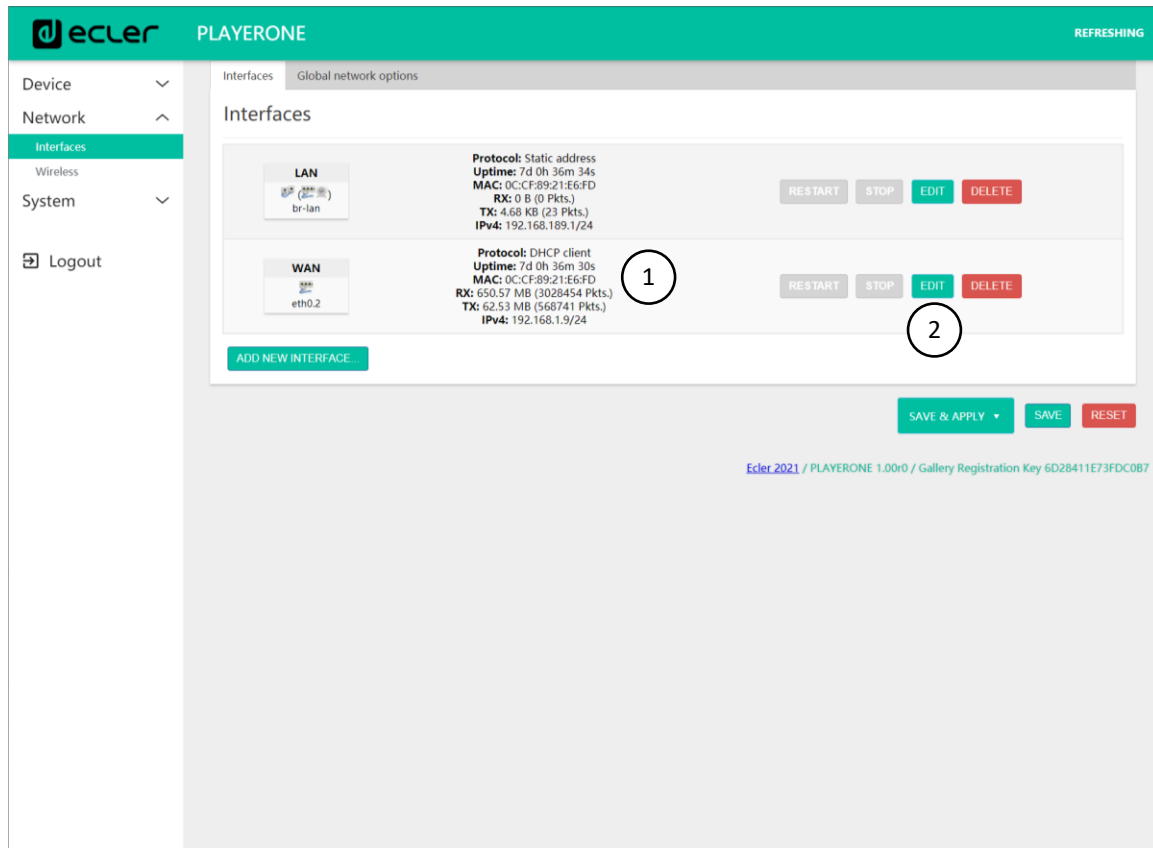 ecler
PLAYERONE
REFRESHING
Device
Network
Interfaces
Wireless
System
Logout
Interfaces Global network options
Interfaces
LAN
br-lan
Protocol: Static address
Uptime: 7d 0h 36m 34s
MAC: 0C:CF:89:21:E6:FD
RX: 0 B (0 Pkts.)
TX: 4.68 KB (23 Pkts.)
IPv4: 192.168.189.1/24
RESTART STOP EDIT DELETE
WAN
eth0.2
Protocol: DHCP client
Uptime: 7d 0h 36m 30s
MAC: 0C:CF:89:21:E6:FD
RX: 650.57 MB (3028454 Pkts.)
TX: 62.53 MB (568741 Pkts.)
IPv4: 192.168.1.9/24
1
RESTART STOP EDIT DELETE
2
ADD NEW INTERFACE...
SAVE & APPLY SAVE RESET
Ecler 2021 / PLAYERONE 1.00r0 / Gallery Registration Key 6D28411E73FDC0B7